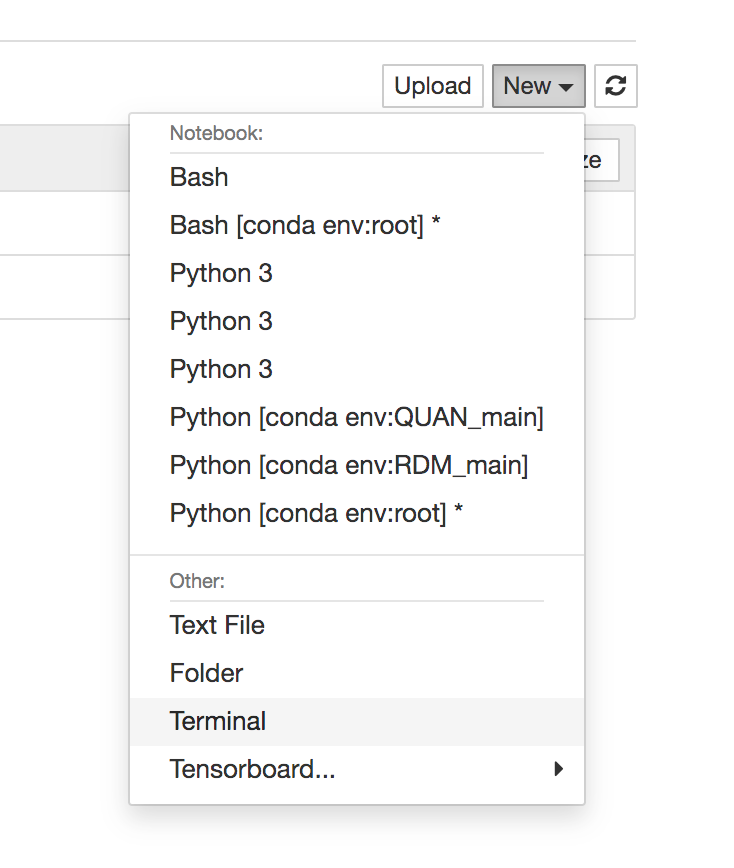 Upload New
Notebook:
ze
Bash
Bash [conda env:root] *
Python 3
Python 3
Python 3
Python [conda env:QUAN_main]
Python [conda env:RDM_main]
Python [conda env:root] *
Other:
Text File
Folder
Terminal
Tensorboard...